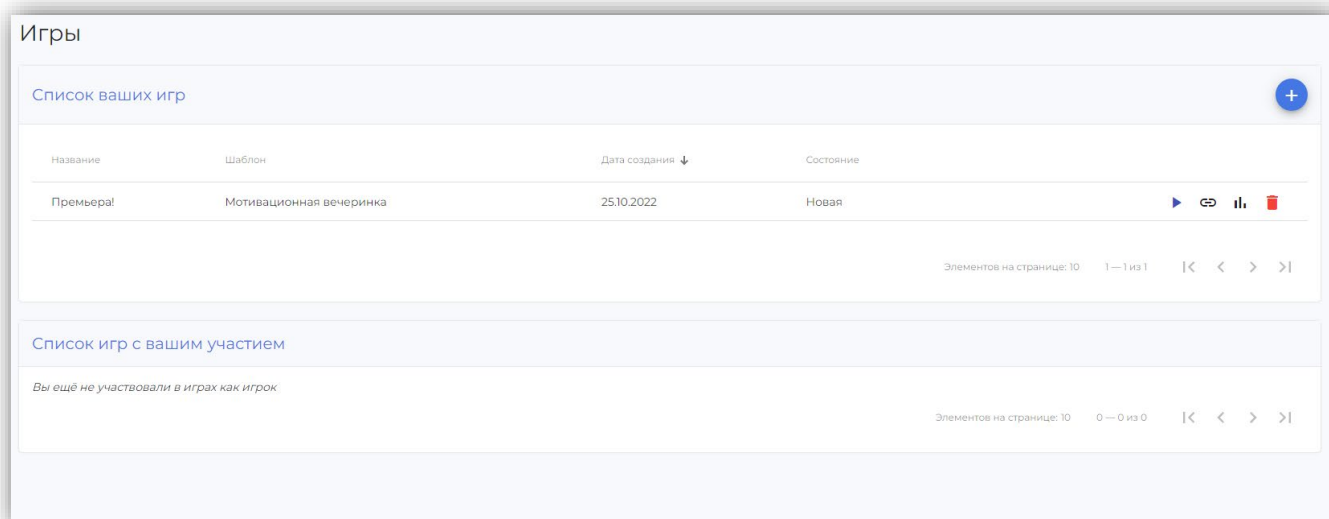 Игры
Список ваших игр
Название Шаблон Дата создания Состояние
Премьера! Мотивационная вечеринка 25.10.2022 Новая
Элементов на странице: 10 1 — 1 из 1
Список игр с вашим участием
Вы ещё не участвовали в играх как игрок
Элементов на странице: 10 0 — 0 из 0